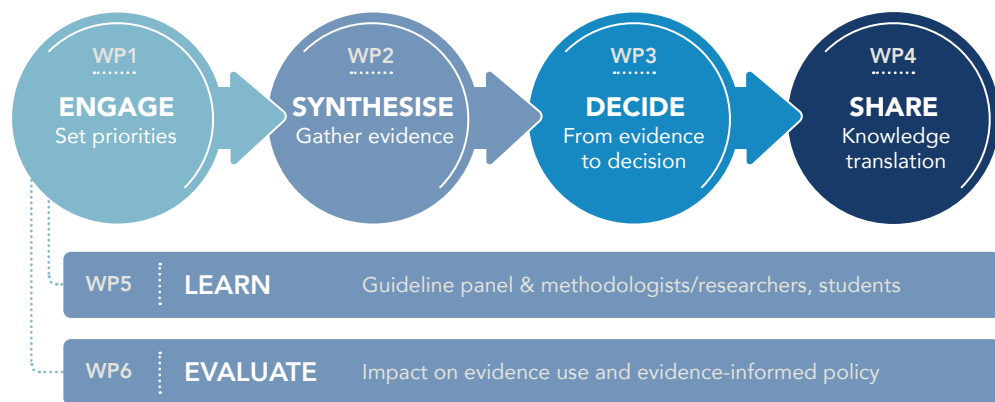 WP1
ENGAGE
Set priorities
WP2
SYNTHESISE
Gather evidence
WP3
DECIDE
From evidence
to decision
WP4
SHARE
Knowledge
translation
WP5 LEARN Guideline panel & methodologists/researchers, students
WP6 EVALUATE Impact on evidence use and evidence-informed policy